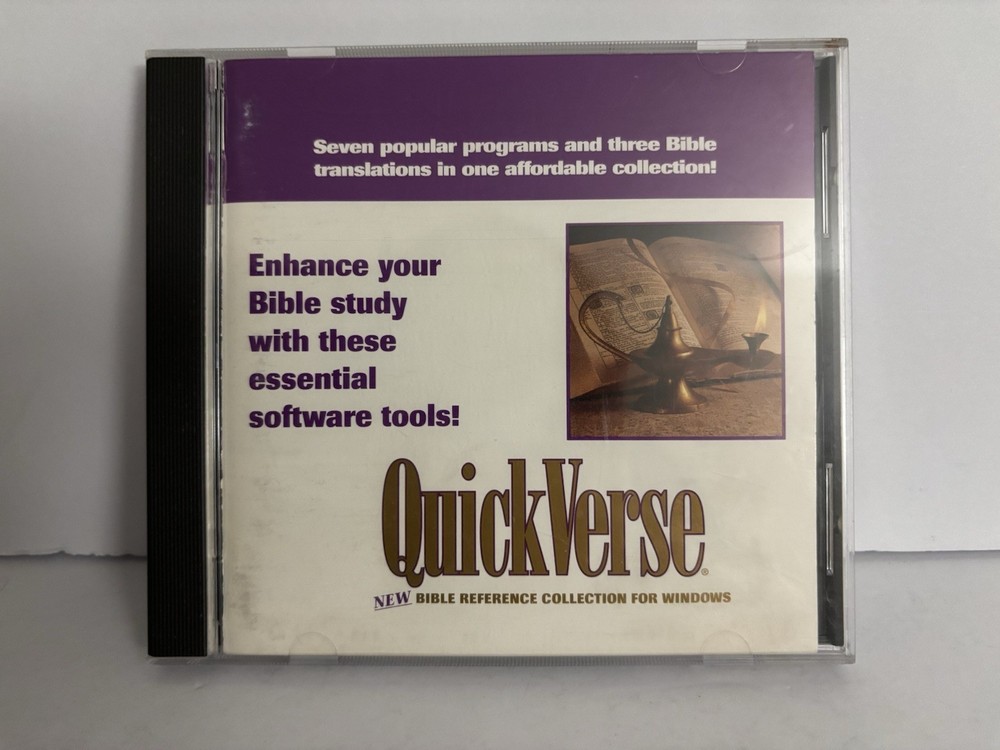 Seven popular programs and three Bible
translations in one affordable collection!
Enhance your
Bible study
with these
essential
software tools!
QuickVerse®
NEW BIBLE REFERENCE COLLECTION FOR WINDOWS